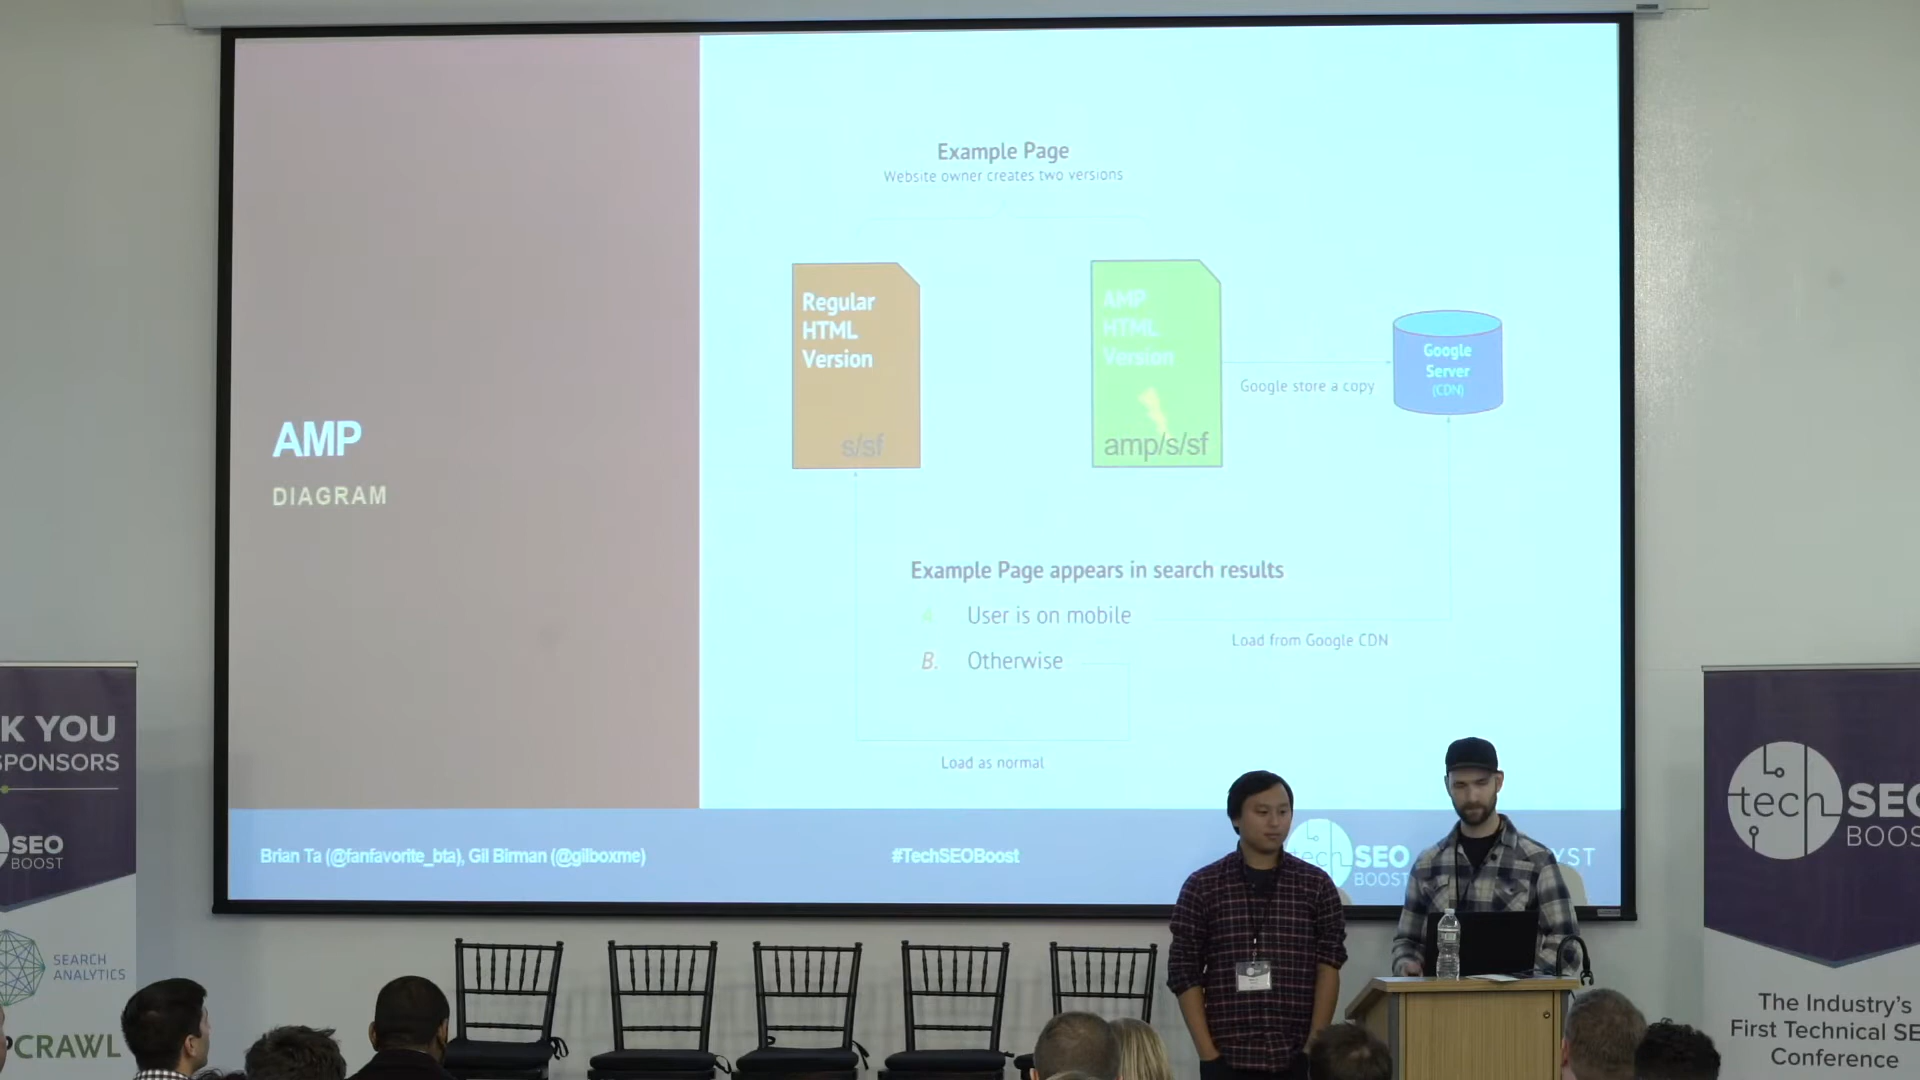 Example Page
Website owner creates two versions
Regular
HTML
Version
s/sf
AMP
HTML
Version
amp/s/sf
Google store a copy
Google
Server
(CDN)
AMP
DIAGRAM
Example Page appears in search results
User is on mobile
B. Otherwise
Load from Google CDN
Load as normal
Brian Ta (@fanfavorite_bta), Gil Birman (@gilboxme)
#TechSEOBoost
tech SEO
BOOST
YST
K YOU
SPONSORS
SEO
BOOST
SEARCH
ANALYTICS
PCRAWL
tech SEO
BOOS
The Industry's
First Technical SE
Conference